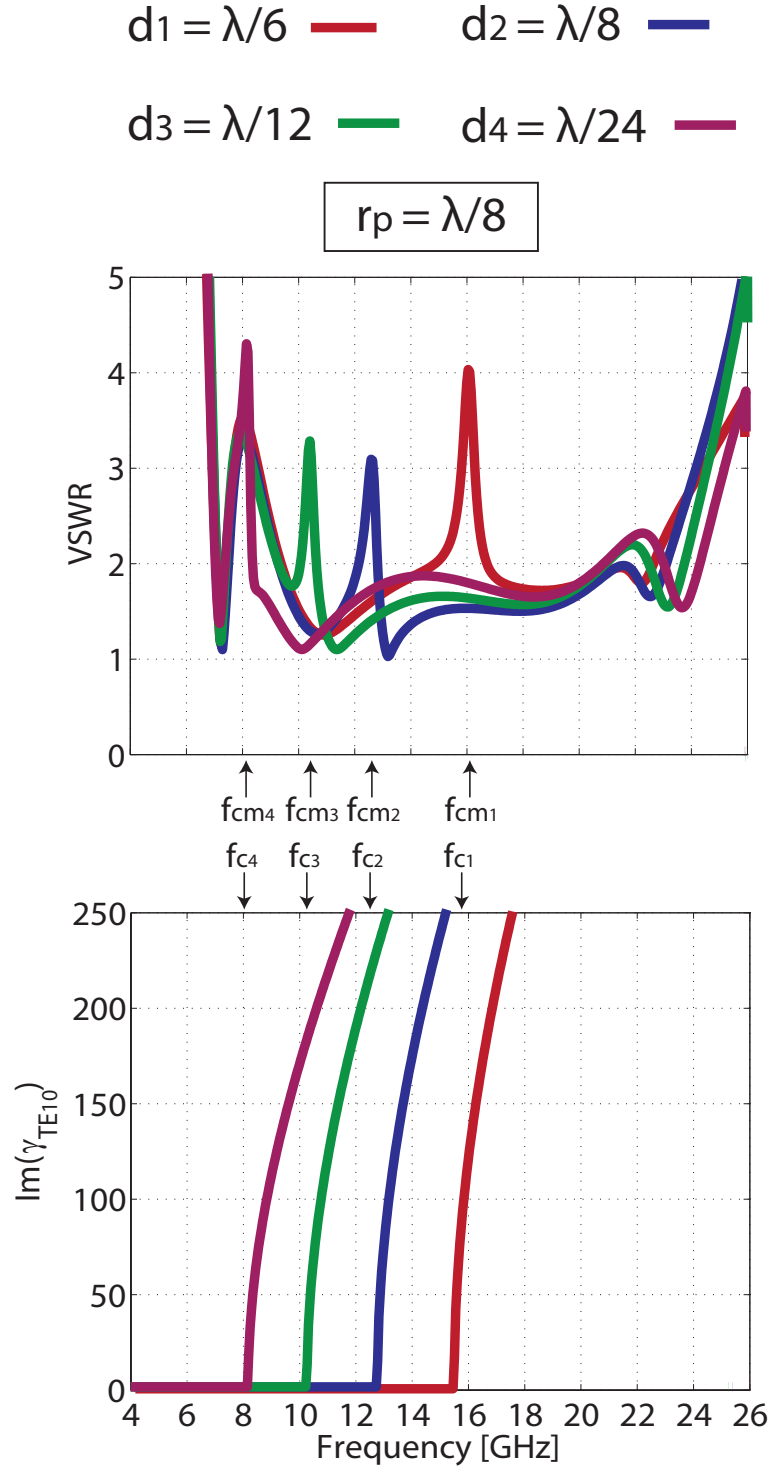 d1 = λ/6 d2 = λ/8
d3 = λ/12 d4 = λ/24
rp = λ/8
5
4
3
2
1
0
VSWR
fcm4 fcm3 fcm2 fcm1
fc4 fc3 fc2 fc1
250
200
150
100
50
0
Im(γTE10)
4 6 8 10 12 14 16 18 20 22 24 26
Frequency [GHz]